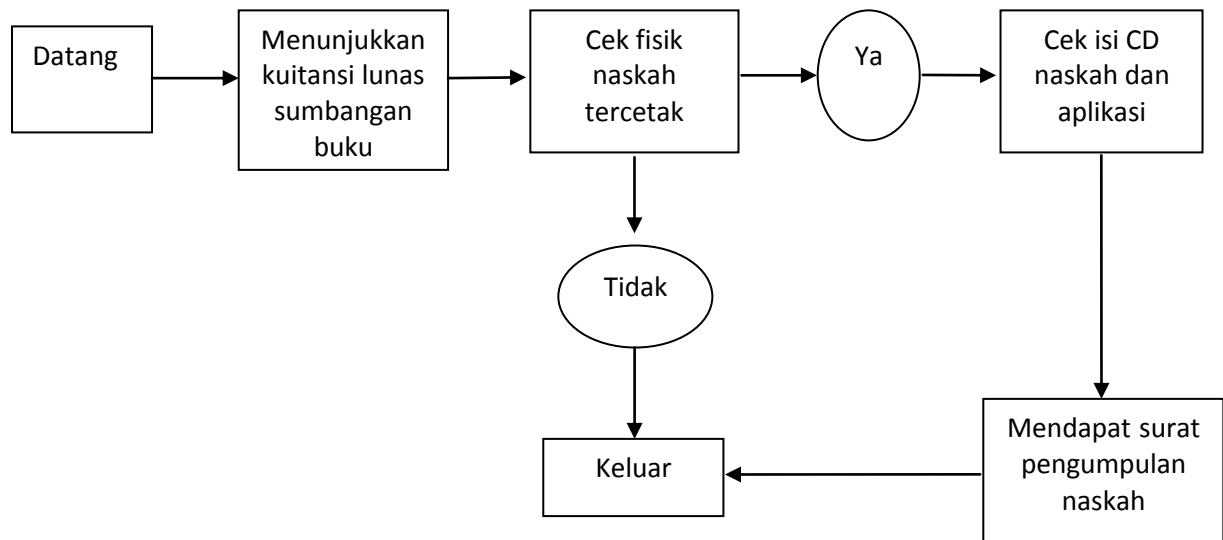 Datang
Menunjukkan
kuitansi lunas
sumbangan
buku
Cek fisik
naskah
tercetak
Ya
Cek isi CD
naskah dan
aplikasi
Tidak
Keluar
Mendapat surat
pengumpulan
naskah